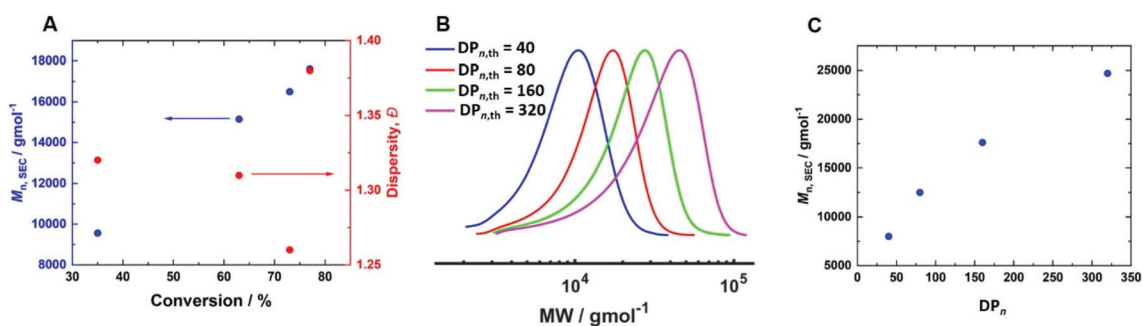 A
18000
16000
14000
12000
10000
8000
M n, SEC / gmol-1
30 40 50 60 70 80
Conversion / %
1.40
1.35
1.30
1.25
Dispersity, Đ
B
DPn,th = 40
DPn,th = 80
DPn,th = 160
DPn,th = 320
10^4 10^5
MW / gmol-1
C
25000
20000
15000
10000
5000
M n, SEC / gmol-1
0 50 100 150 200 250 300 350
DPn